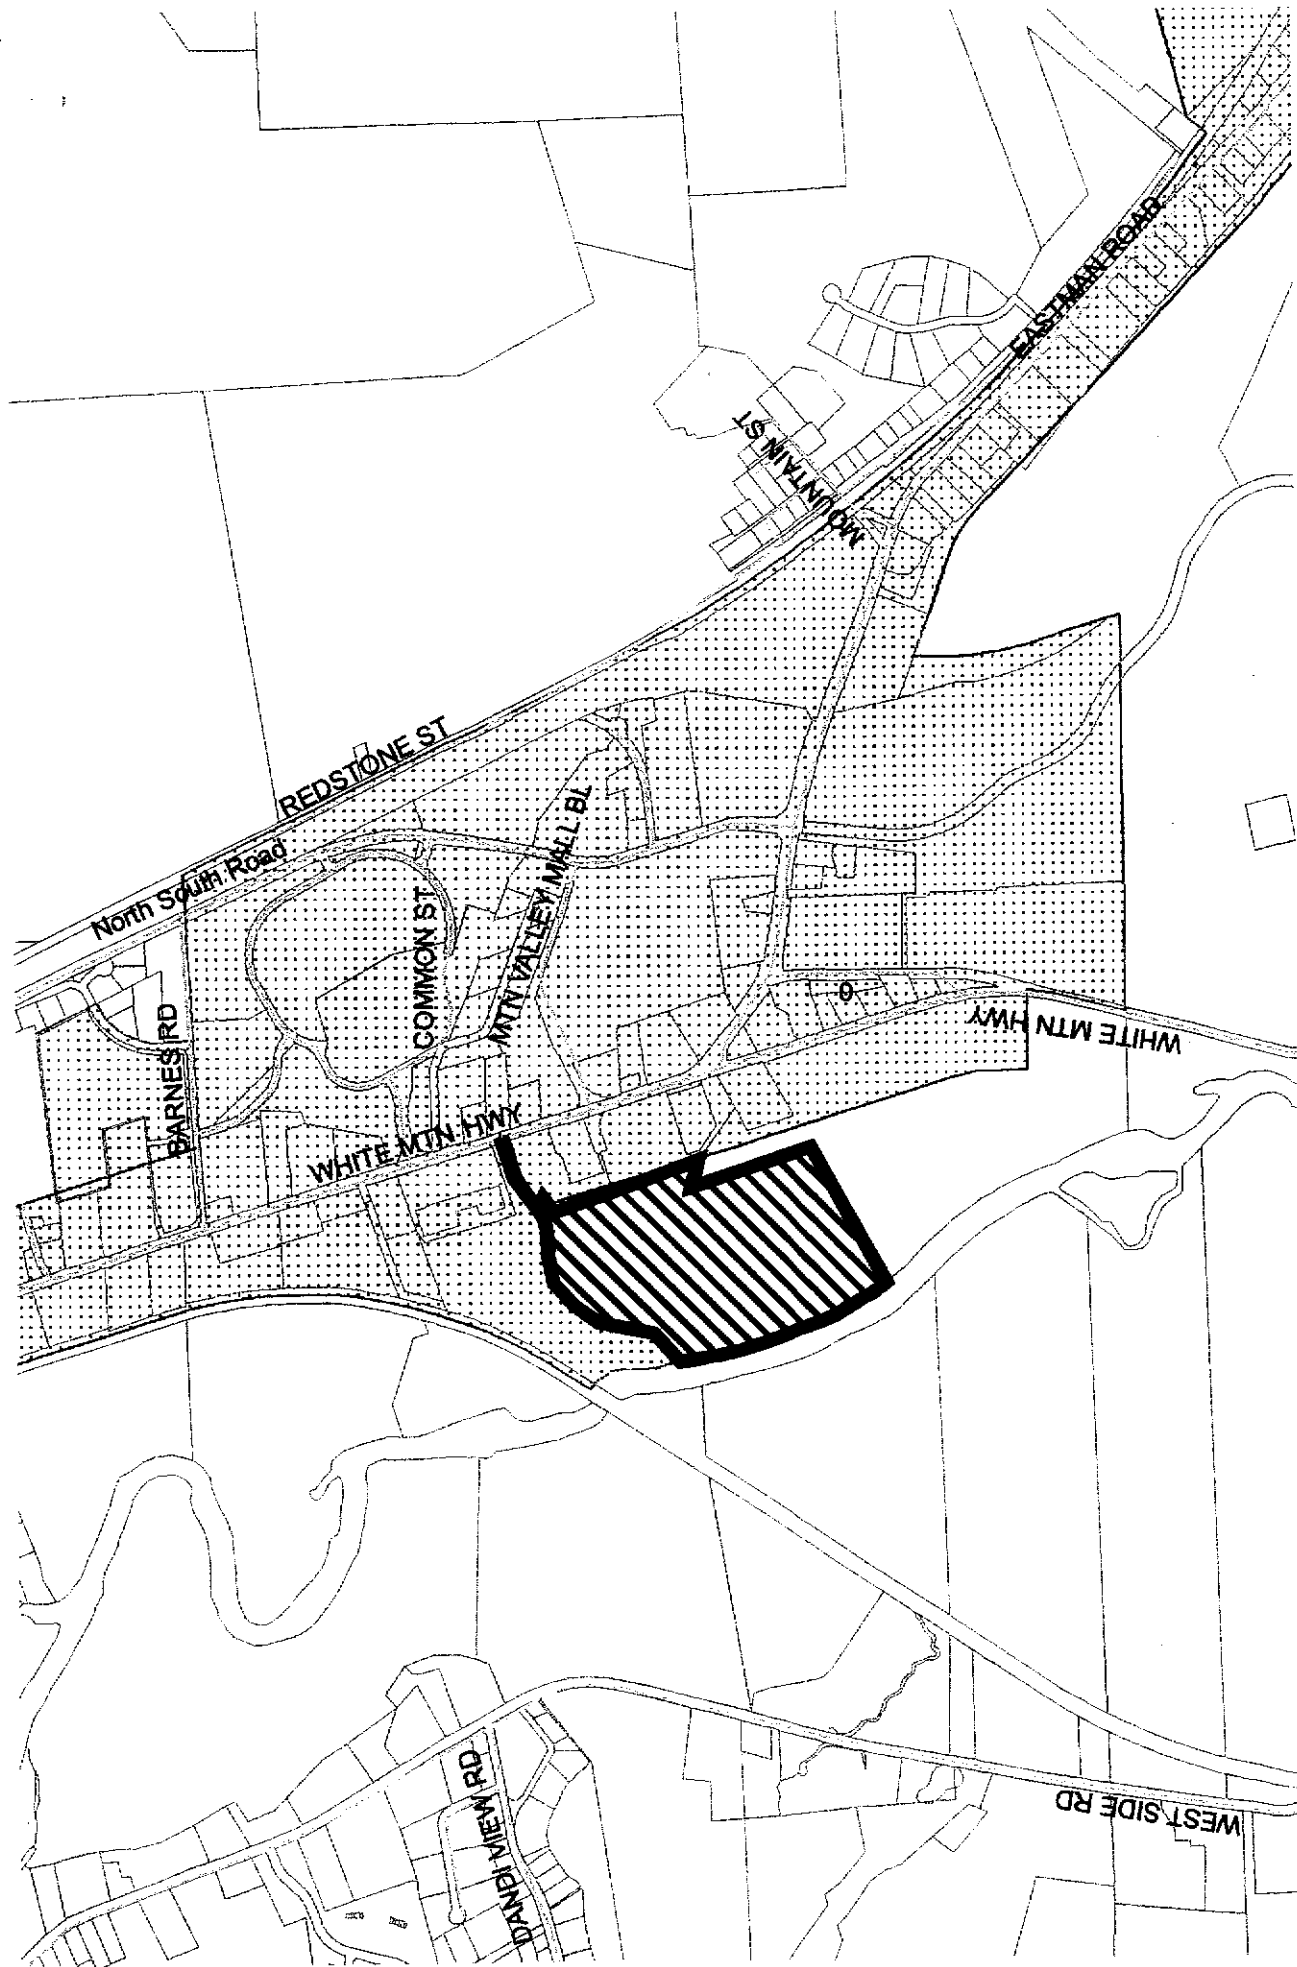 EASTMAN ROAD
MOUNTAIN ST
REDSTONE ST
North South Road
MTN VALLEY MALL BL
COMMON ST
BARNES RD
0
WHITE MTN HWY
WHITE MTN HWY
DANDI VIEW RD
WEST SIDE RD